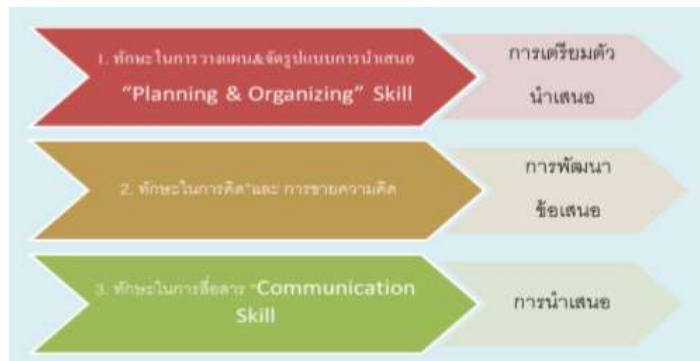 1. ทักษะในการวางแผน&จัดรูปแบบการนำเสนอ
“Planning & Organizing” Skill
การเตรียมตัว
นำเสนอ
2. ทักษะในการคิด"และ การขายความคิด
การพัฒนา
ข้อเสนอ
3. ทักษะในการสื่อสาร "Communication
Skill
การนำเสนอ